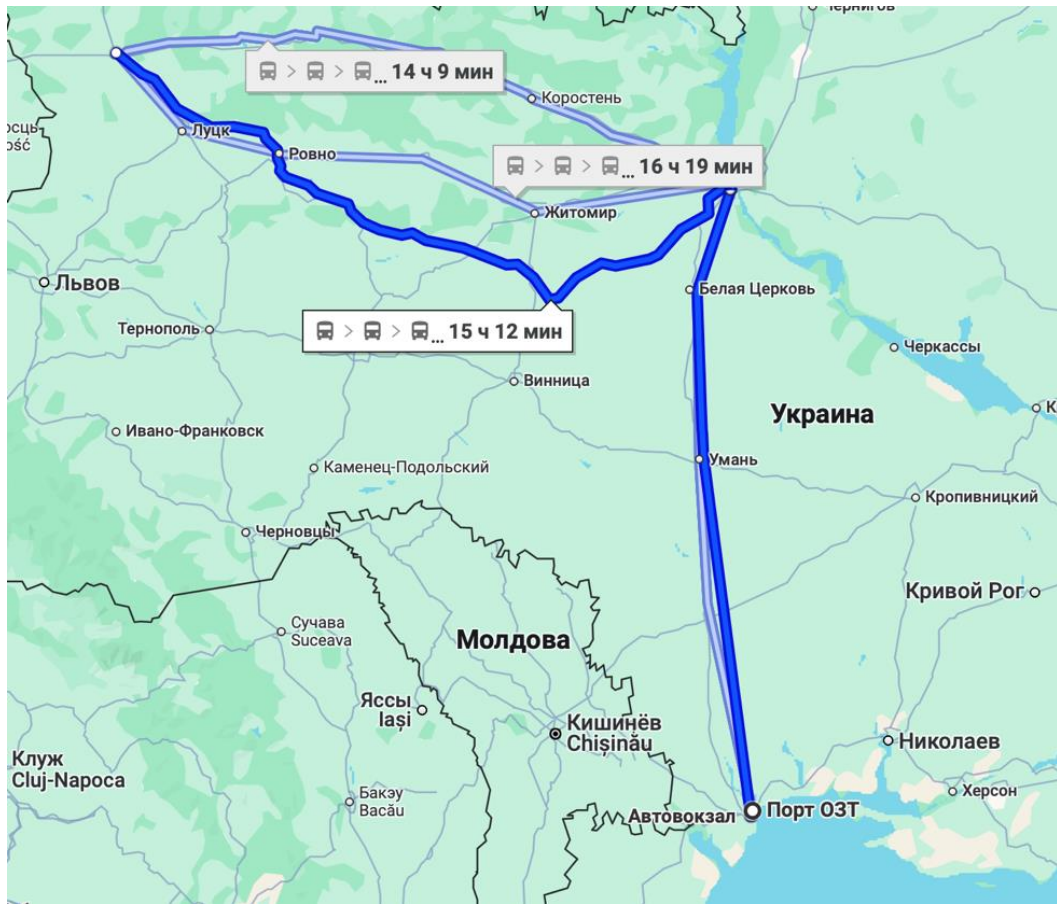 Чернигов
14 ч 9 мин
Коростень
осць-
ość
Луцк
Ровно
... 16 ч 19 мин
Житомир
Львов
Белая Церковь
Тернополь
... 15 ч 12 мин
Черкассы
Винница
Украина
К
Ивано-Франковск
Каменец-Подольский
Умань
Кропивницкий
Черновцы
Кривой Рог
Сучава
Suceava
Молдова
Яссы
Iași
Кишинёв
Chișinău
Николаев
Клуж
Cluj-Napoca
Бакэу
Bacău
Херсон
Автовокзал
Порт ОЗТ